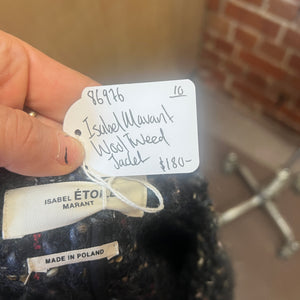 86976 10
Isabel Marant
Wool Tweed
Jacket
$180-
ISABEL ÉTOILE
MARANT
MADE IN POLAND